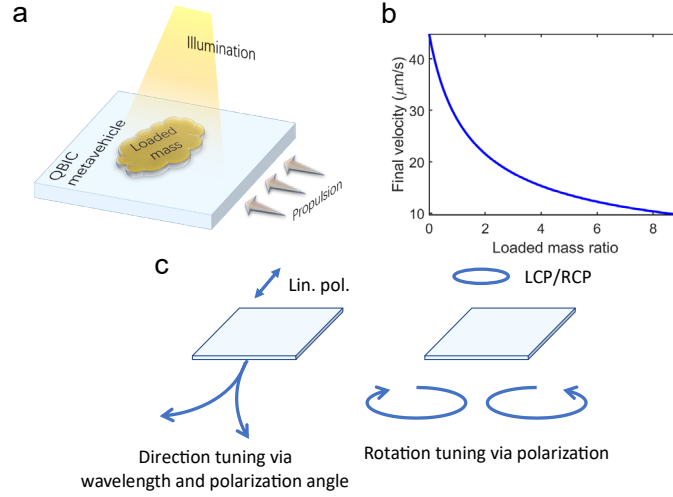 a
Illumination
QBIC
metavehicle
Loaded
mass
Propulsion
b
Final velocity (μm/s)
40
30
20
10
0 2 4 6 8
Loaded mass ratio
c
Lin. pol.
LCP/RCP
Direction tuning via
wavelength and polarization angle
Rotation tuning via polarization